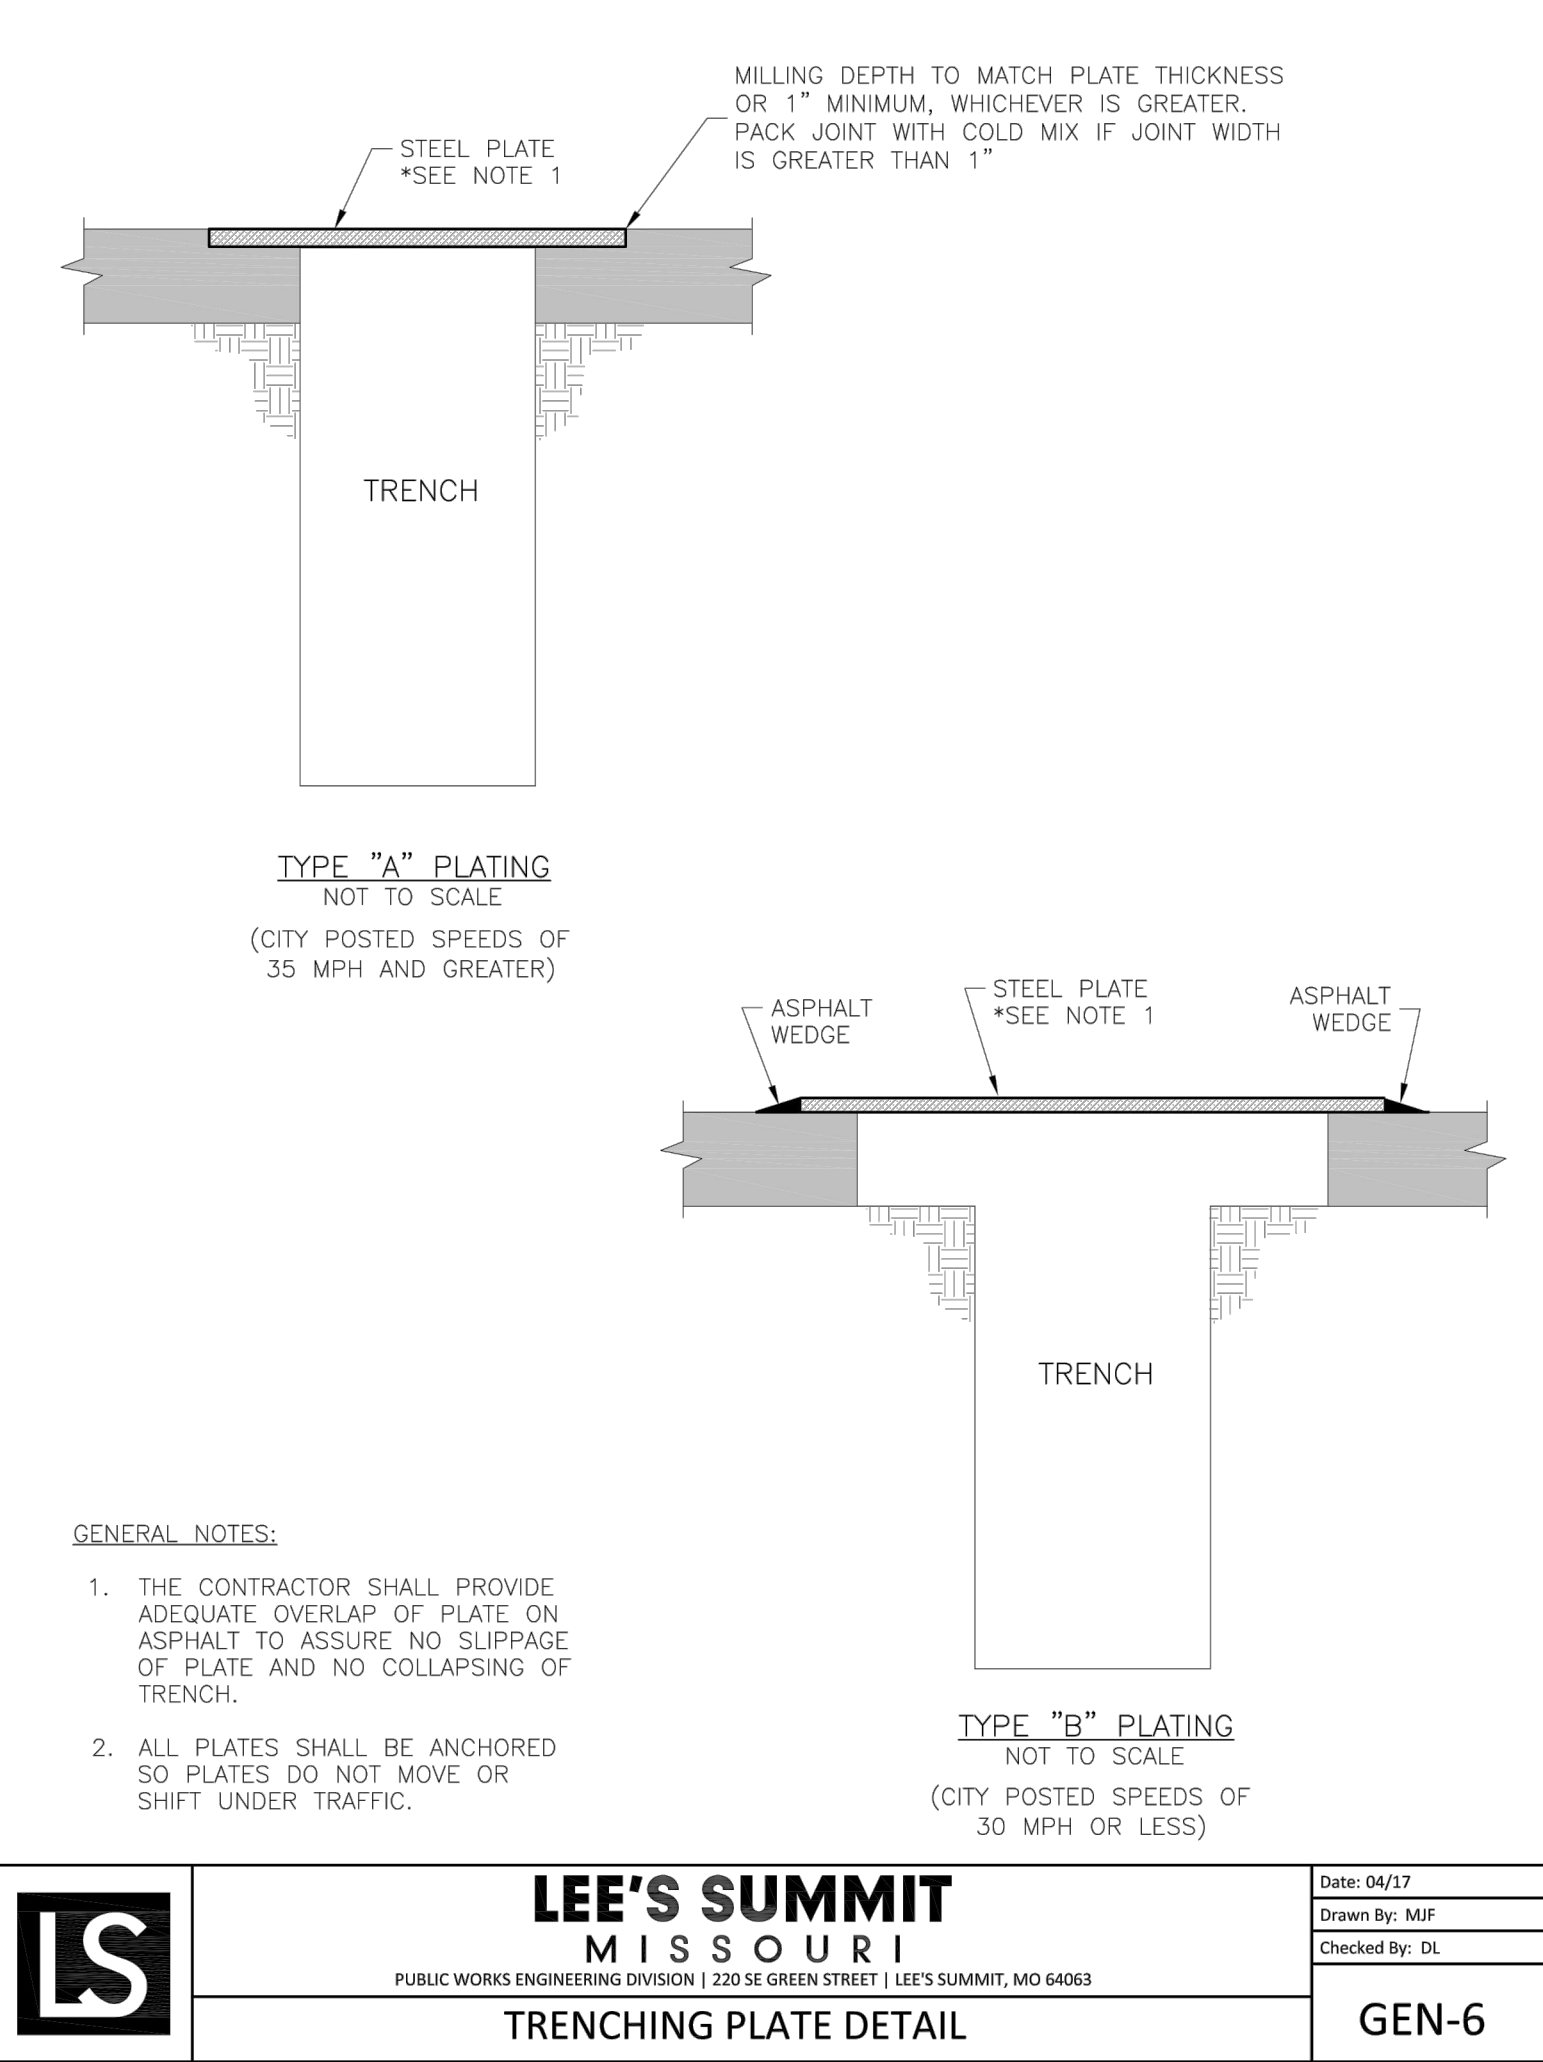 MILLING DEPTH TO MATCH PLATE THICKNESS
OR 1" MINIMUM, WHICHEVER IS GREATER.
PACK JOINT WITH COLD MIX IF JOINT WIDTH
IS GREATER THAN 1"
STEEL PLATE
*SEE NOTE 1
TRENCH
TYPE "A" PLATING
NOT TO SCALE
(CITY POSTED SPEEDS OF
35 MPH AND GREATER)
ASPHALT
WEDGE
STEEL PLATE
*SEE NOTE 1
ASPHALT
WEDGE
TRENCH
TYPE "B" PLATING
NOT TO SCALE
(CITY POSTED SPEEDS OF
30 MPH OR LESS)
GENERAL NOTES:
1. THE CONTRACTOR SHALL PROVIDE
ADEQUATE OVERLAP OF PLATE ON
ASPHALT TO ASSURE NO SLIPPAGE
OF PLATE AND NO COLLAPSING OF
TRENCH.
2. ALL PLATES SHALL BE ANCHORED
SO PLATES DO NOT MOVE OR
SHIFT UNDER TRAFFIC.
LS
LEE'S SUMMIT
MISSOURI
PUBLIC WORKS ENGINEERING DIVISION | 220 SE GREEN STREET | LEE'S SUMMIT, MO 64063
TRENCHING PLATE DETAIL
Date: 04/17
Drawn By: MJF
Checked By: DL
GEN-6